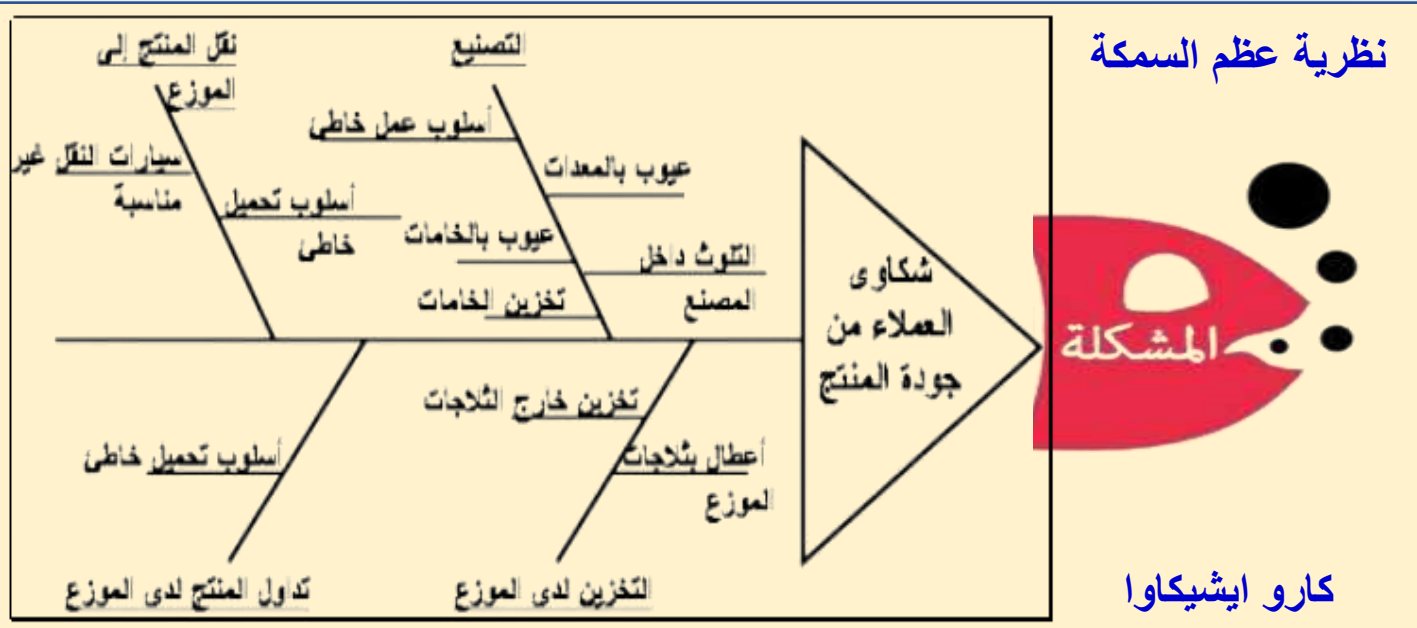 نظرية عظم السمكة
المشكلة
كارو ايشيكاوا
شكاوى
العملاء من
جودة المنتج
التصنيع
أسلوب عمل خاطئ
عيوب بالمعدات
عيوب بالخامات
التلوث داخل
المصنع
تخزين الخامات
نقل المنتج إلى
الموزع
سيارات النقل غير
مناسبة
أسلوب تحميل
خاطئ
تخزين خارج الثلاجات
أعطال بثلاجات
الموزع
التخزين لدى الموزع
أسلوب تحميل خاطئ
تداول المنتج لدى الموزع